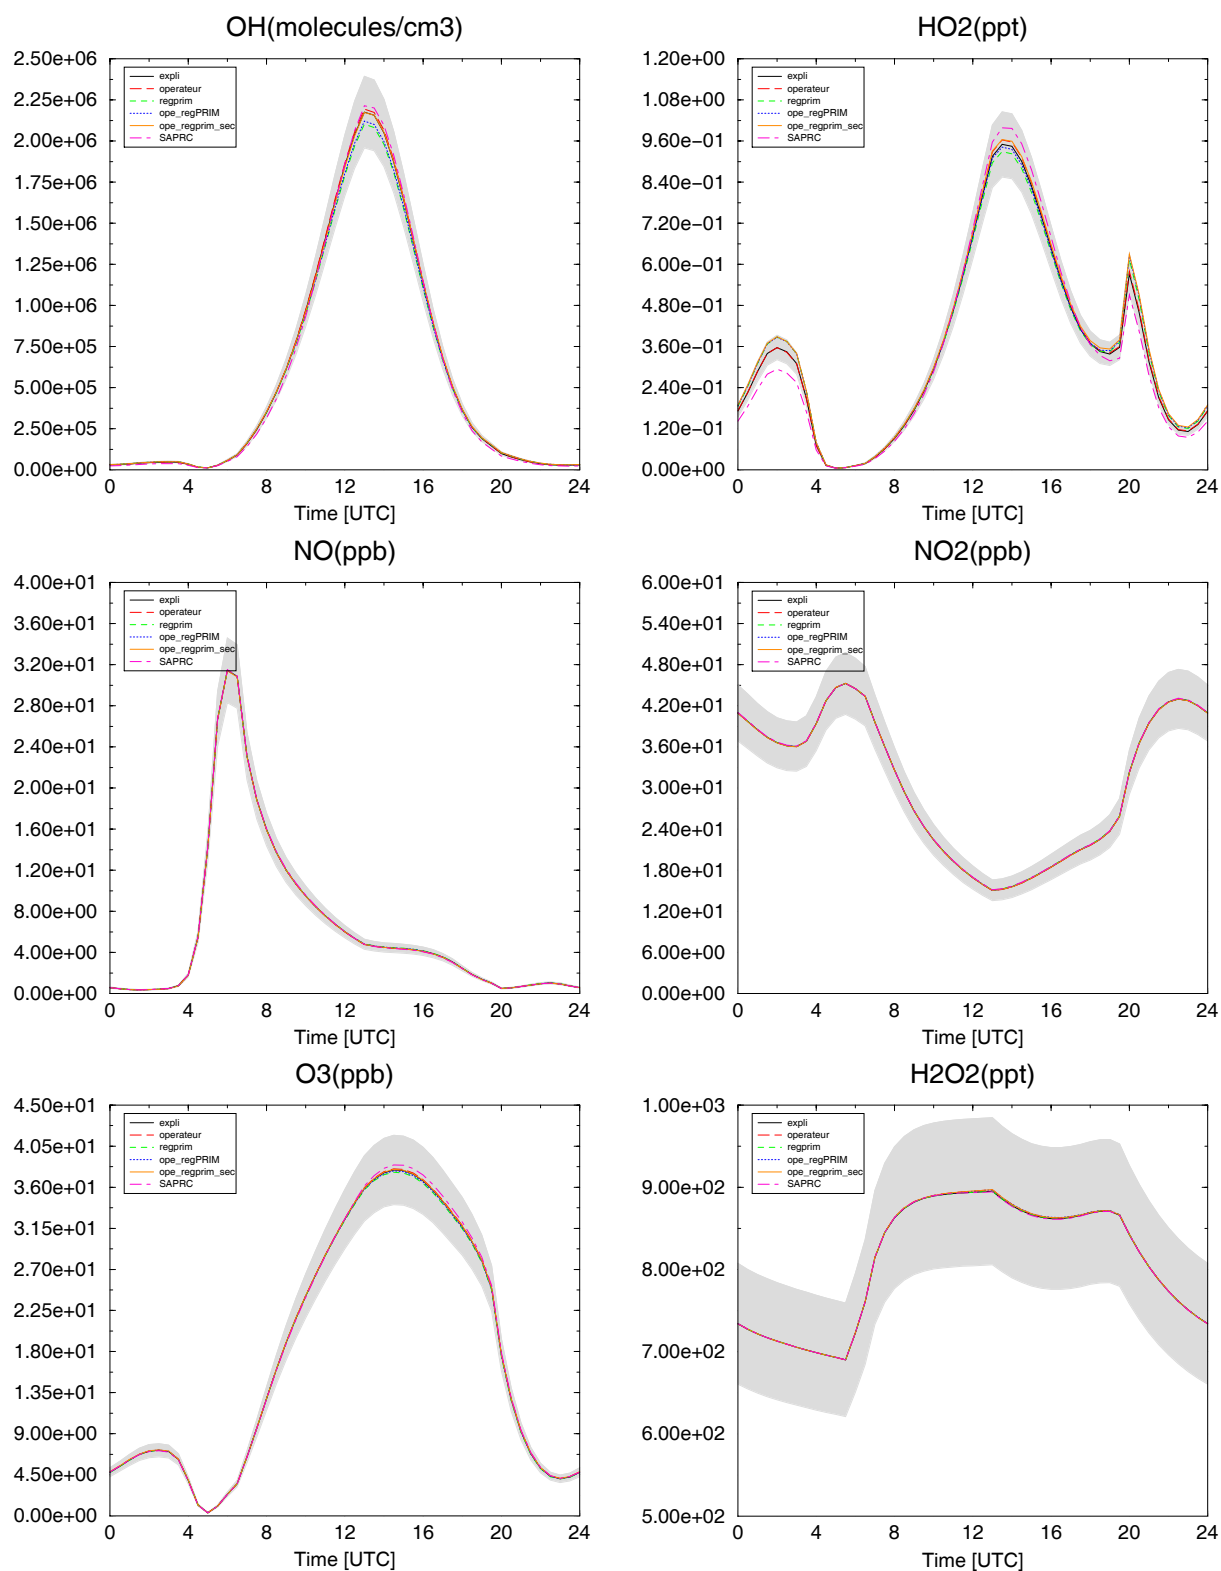 OH(molecules/cm3)
2.50e+06
2.25e+06
2.00e+06
1.75e+06
1.50e+06
1.25e+06
1.00e+06
7.50e+05
5.00e+05
2.50e+05
0.00e+00
expli
operateur
regprim
ope_regPRIM
ope_regprim_sec
SAPRC
0 4 8 12 16 20 24
Time [UTC]
HO2(ppt)
1.20e+00
1.08e+00
9.60e-01
8.40e-01
7.20e-01
6.00e-01
4.80e-01
3.60e-01
2.40e-01
1.20e-01
0.00e+00
expli
operateur
regprim
ope_regPRIM
ope_regprim_sec
SAPRC
0 4 8 12 16 20 24
Time [UTC]
NO(ppb)
4.00e+01
3.60e+01
3.20e+01
2.80e+01
2.40e+01
2.00e+01
1.60e+01
1.20e+01
8.00e+00
4.00e+00
0.00e+00
expli
operateur
regprim
ope_regPRIM
ope_regprim_sec
SAPRC
0 4 8 12 16 20 24
Time [UTC]
NO2(ppb)
6.00e+01
5.40e+01
4.80e+01
4.20e+01
3.60e+01
3.00e+01
2.40e+01
1.80e+01
1.20e+01
6.00e+00
0.00e+00
expli
operateur
regprim
ope_regPRIM
ope_regprim_sec
SAPRC
0 4 8 12 16 20 24
Time [UTC]
O3(ppb)
4.50e+01
4.05e+01
3.60e+01
3.15e+01
2.70e+01
2.25e+01
1.80e+01
1.35e+01
9.00e+00
4.50e+00
0.00e+00
expli
operateur
regprim
ope_regPRIM
ope_regprim_sec
SAPRC
0 4 8 12 16 20 24
Time [UTC]
H2O2(ppt)
1.00e+03
9.00e+02
8.00e+02
7.00e+02
6.00e+02
5.00e+02
expli
operateur
regprim
ope_regPRIM
ope_regprim_sec
SAPRC
0 4 8 12 16 20 24
Time [UTC]